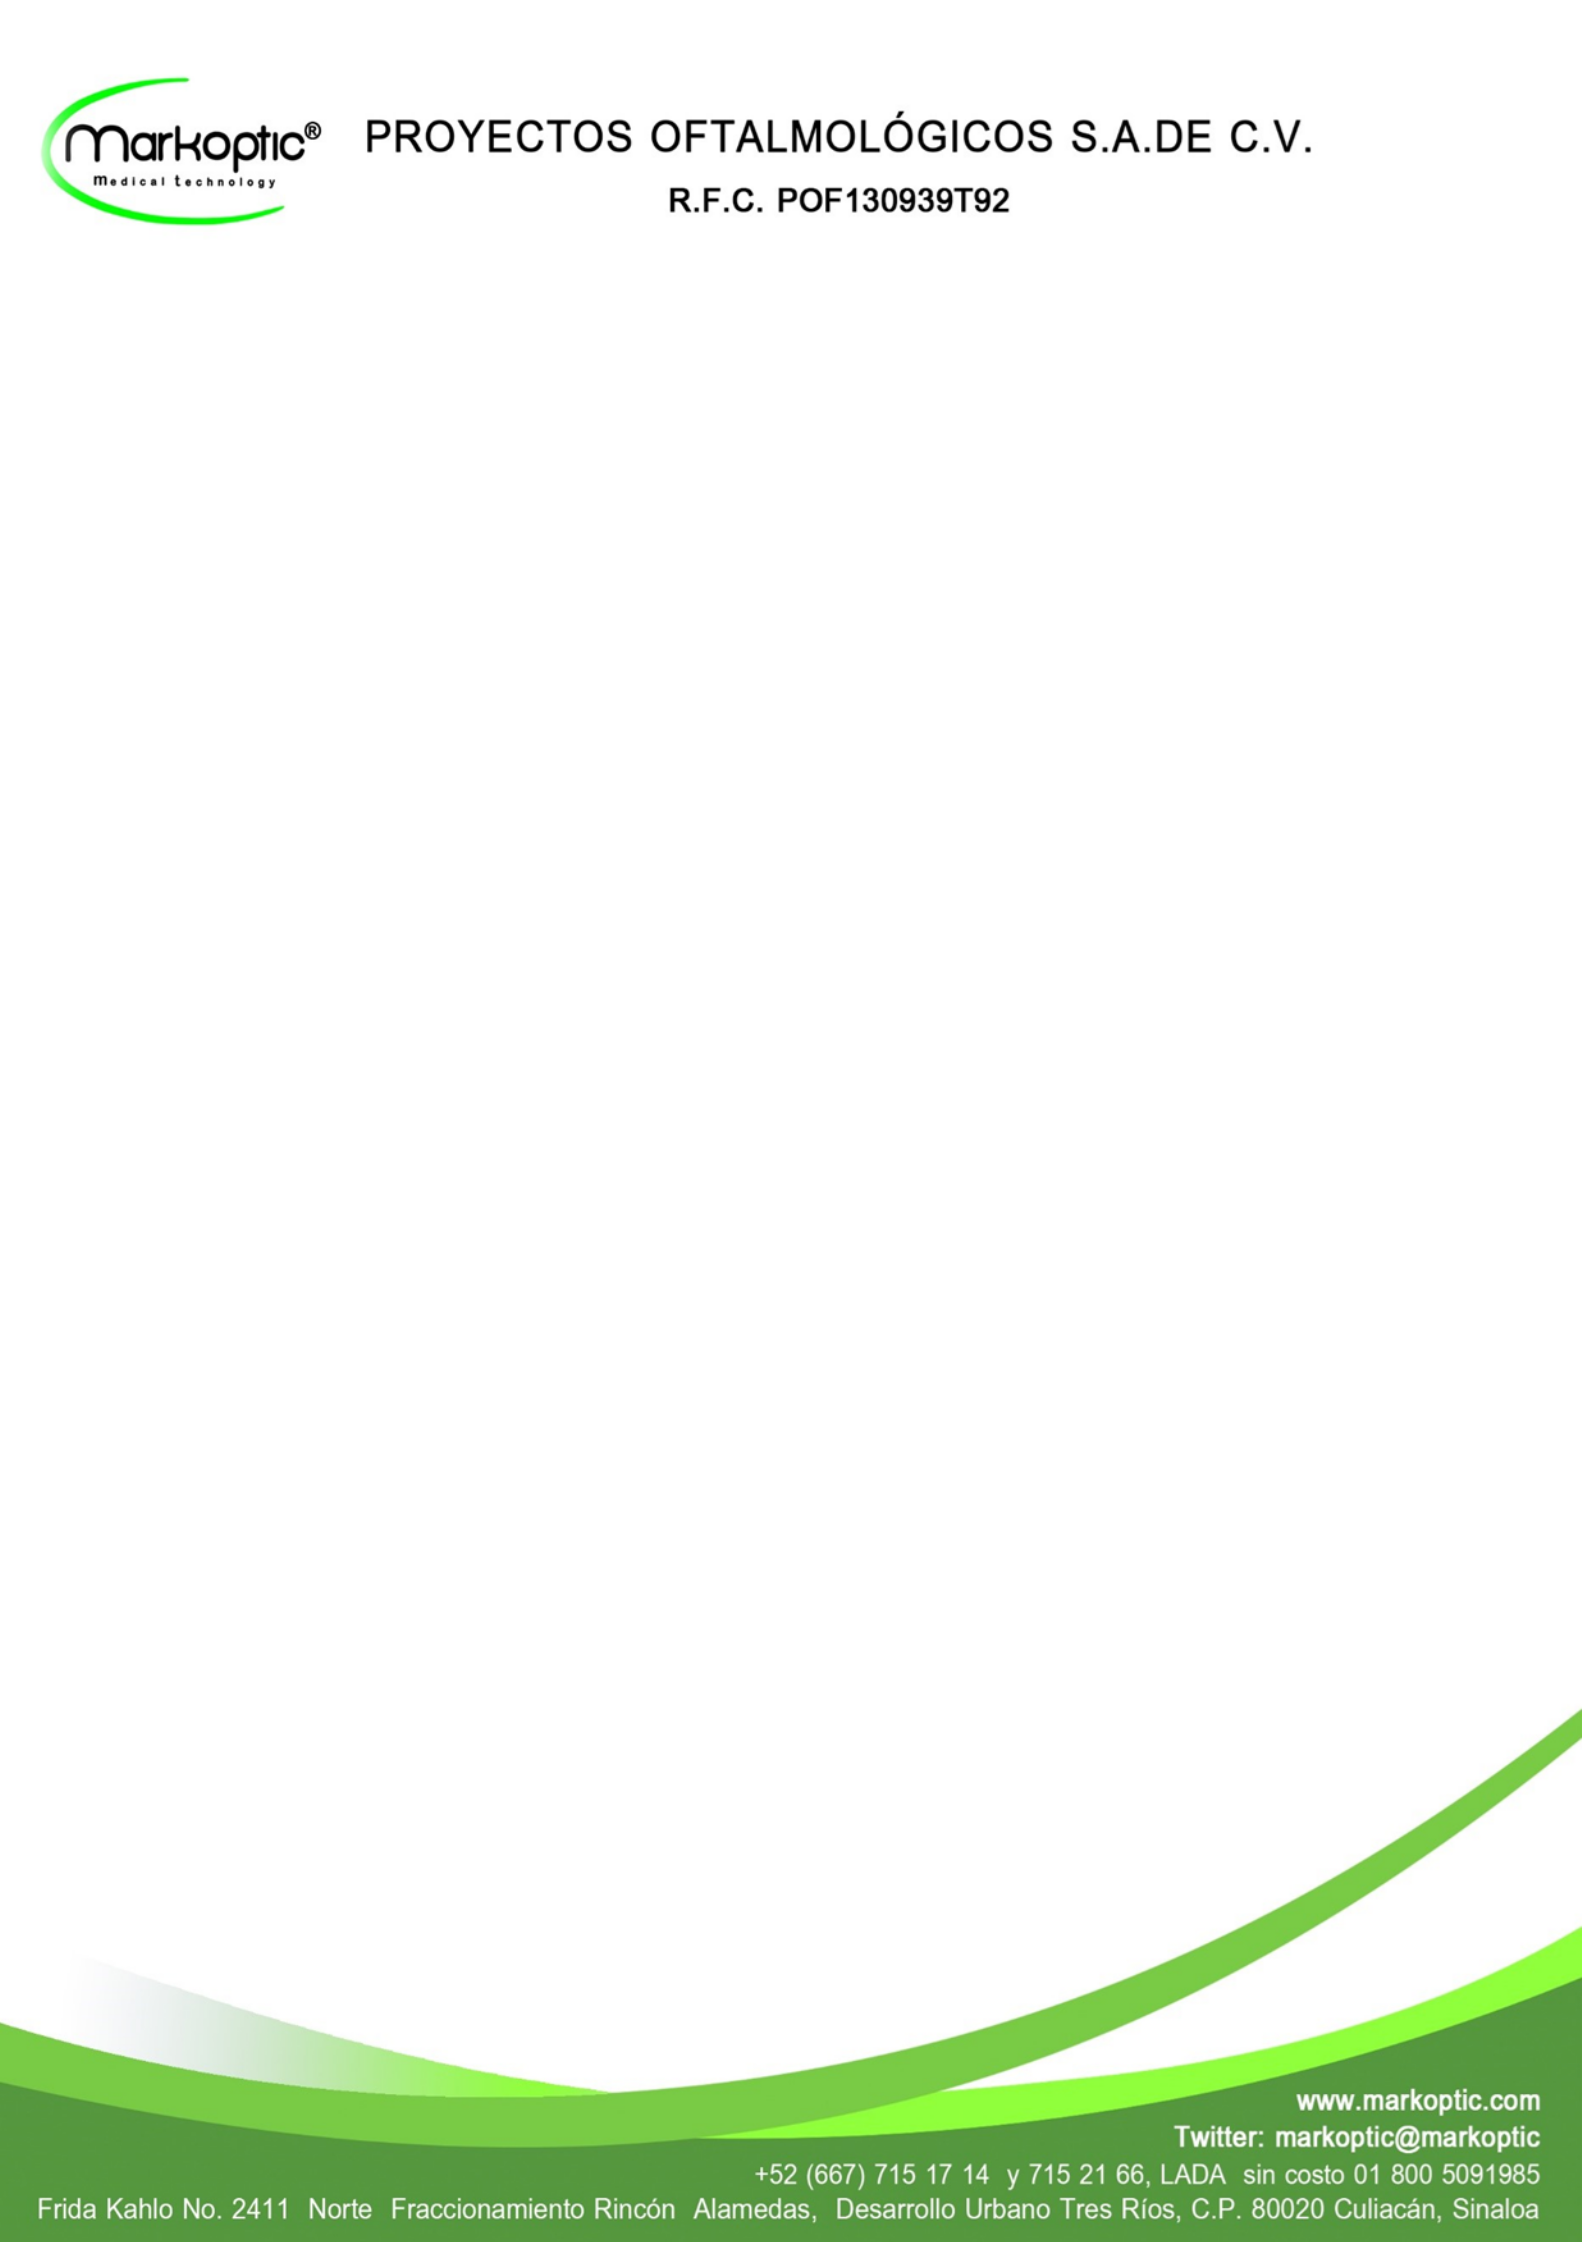 Markoptic®
Medical technology
PROYECTOS OFTALMOLÓGICOS S.A.DE C.V.
R.F.C. POF130939T92
www.markoptic.com
Twitter: markoptic@markoptic
+52 (667) 715 17 14 y 715 21 66, LADA sin costo 01 800 5091985
Frida Kahlo No. 2411 Norte Fraccionamiento Rincón Alamedas, Desarrollo Urbano Tres Ríos, C.P. 80020 Culiacán, Sinaloa